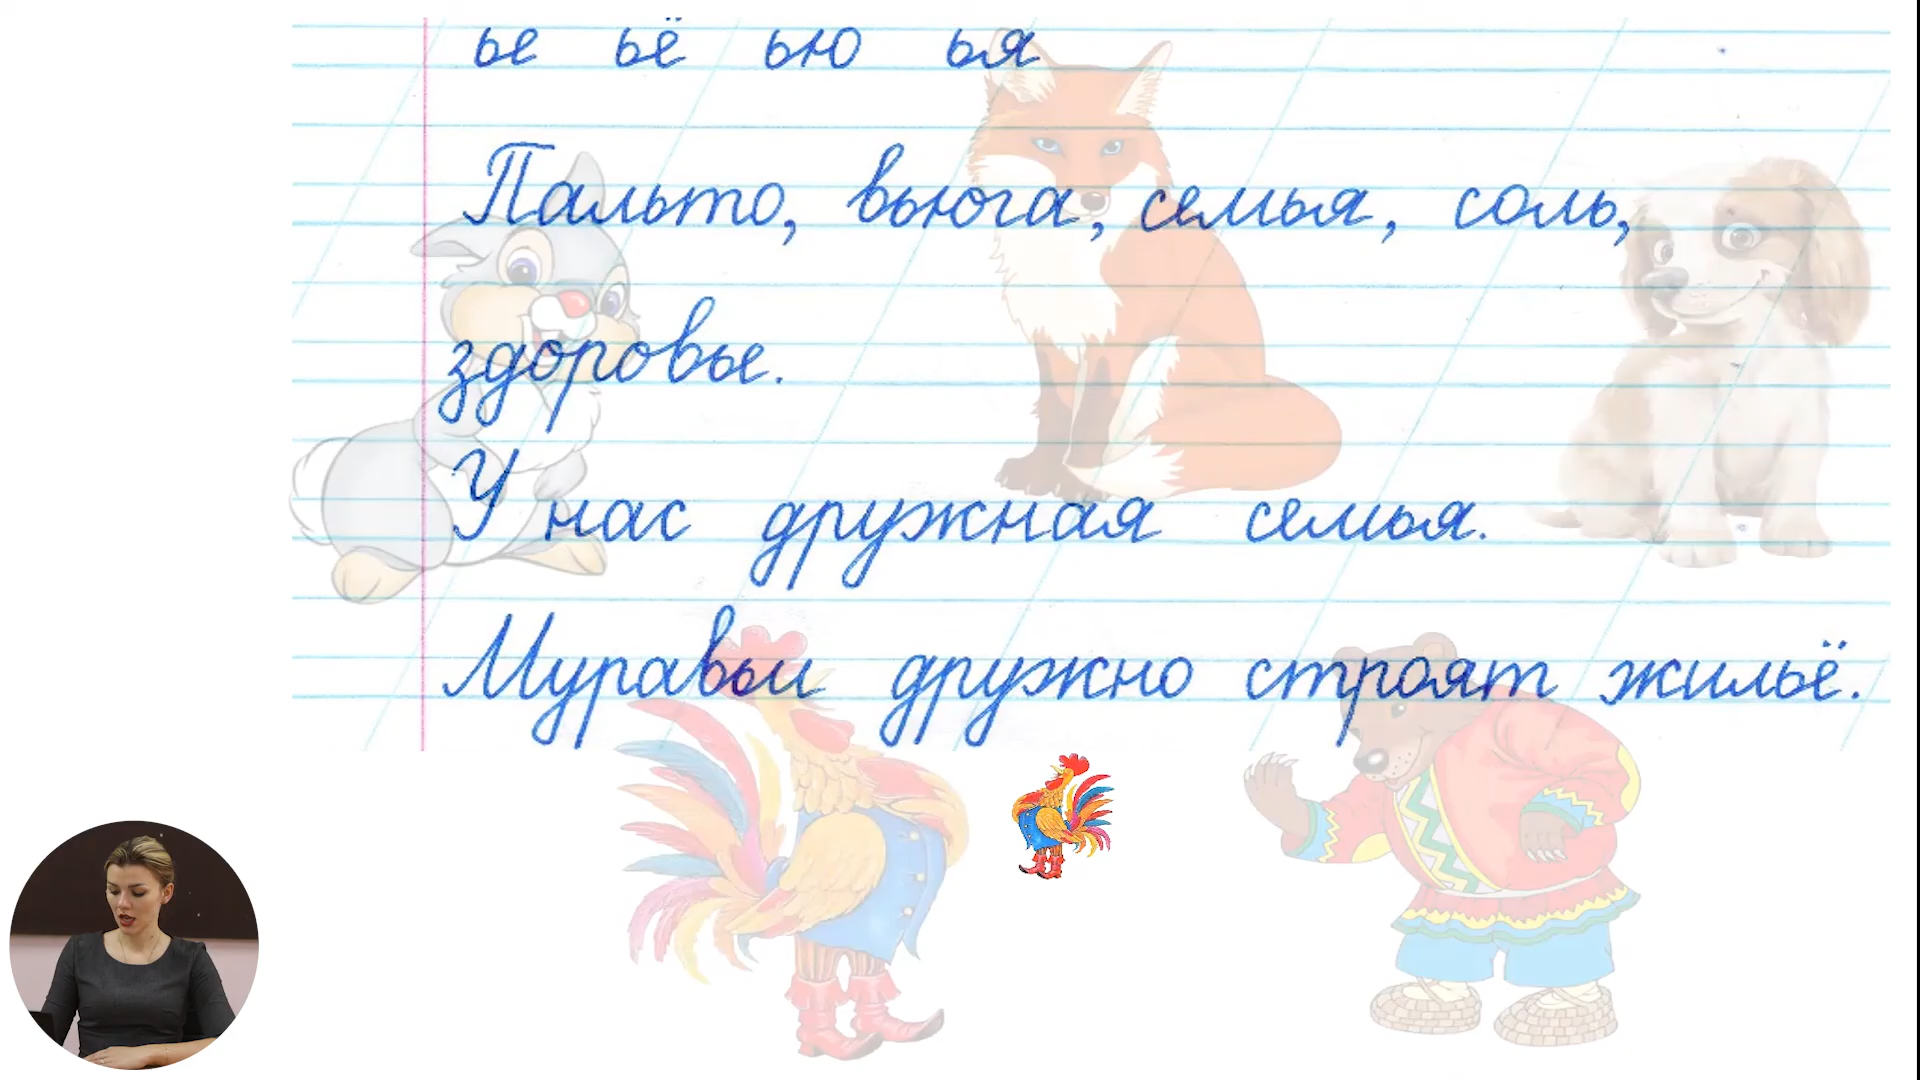 ье ьё ью ья
Пальто, вьюга, семья, соль,
здоровье.
У нас дружная семья.
Муравьи дружно строят жильё.